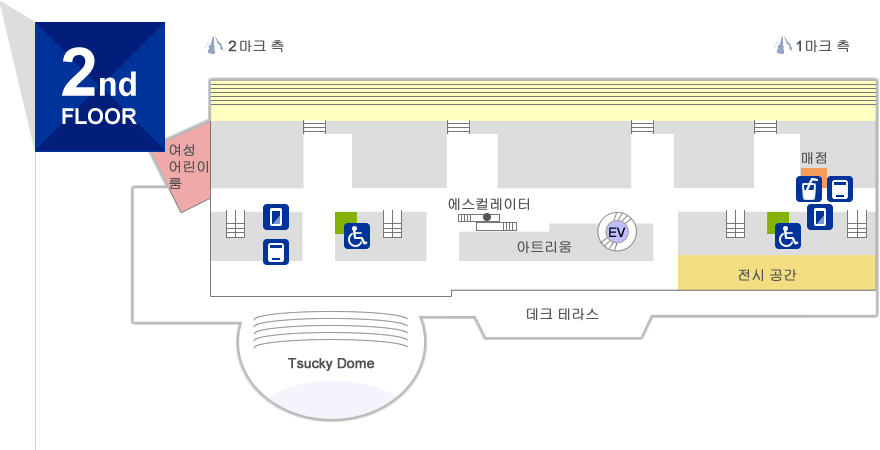 2nd
FLOOR
2마크 측
1마크 측
여성
어린이
룸
매점
에스컬레이터
EV
아트리움
전시 공간
데크 테라스
Tsucky Dome